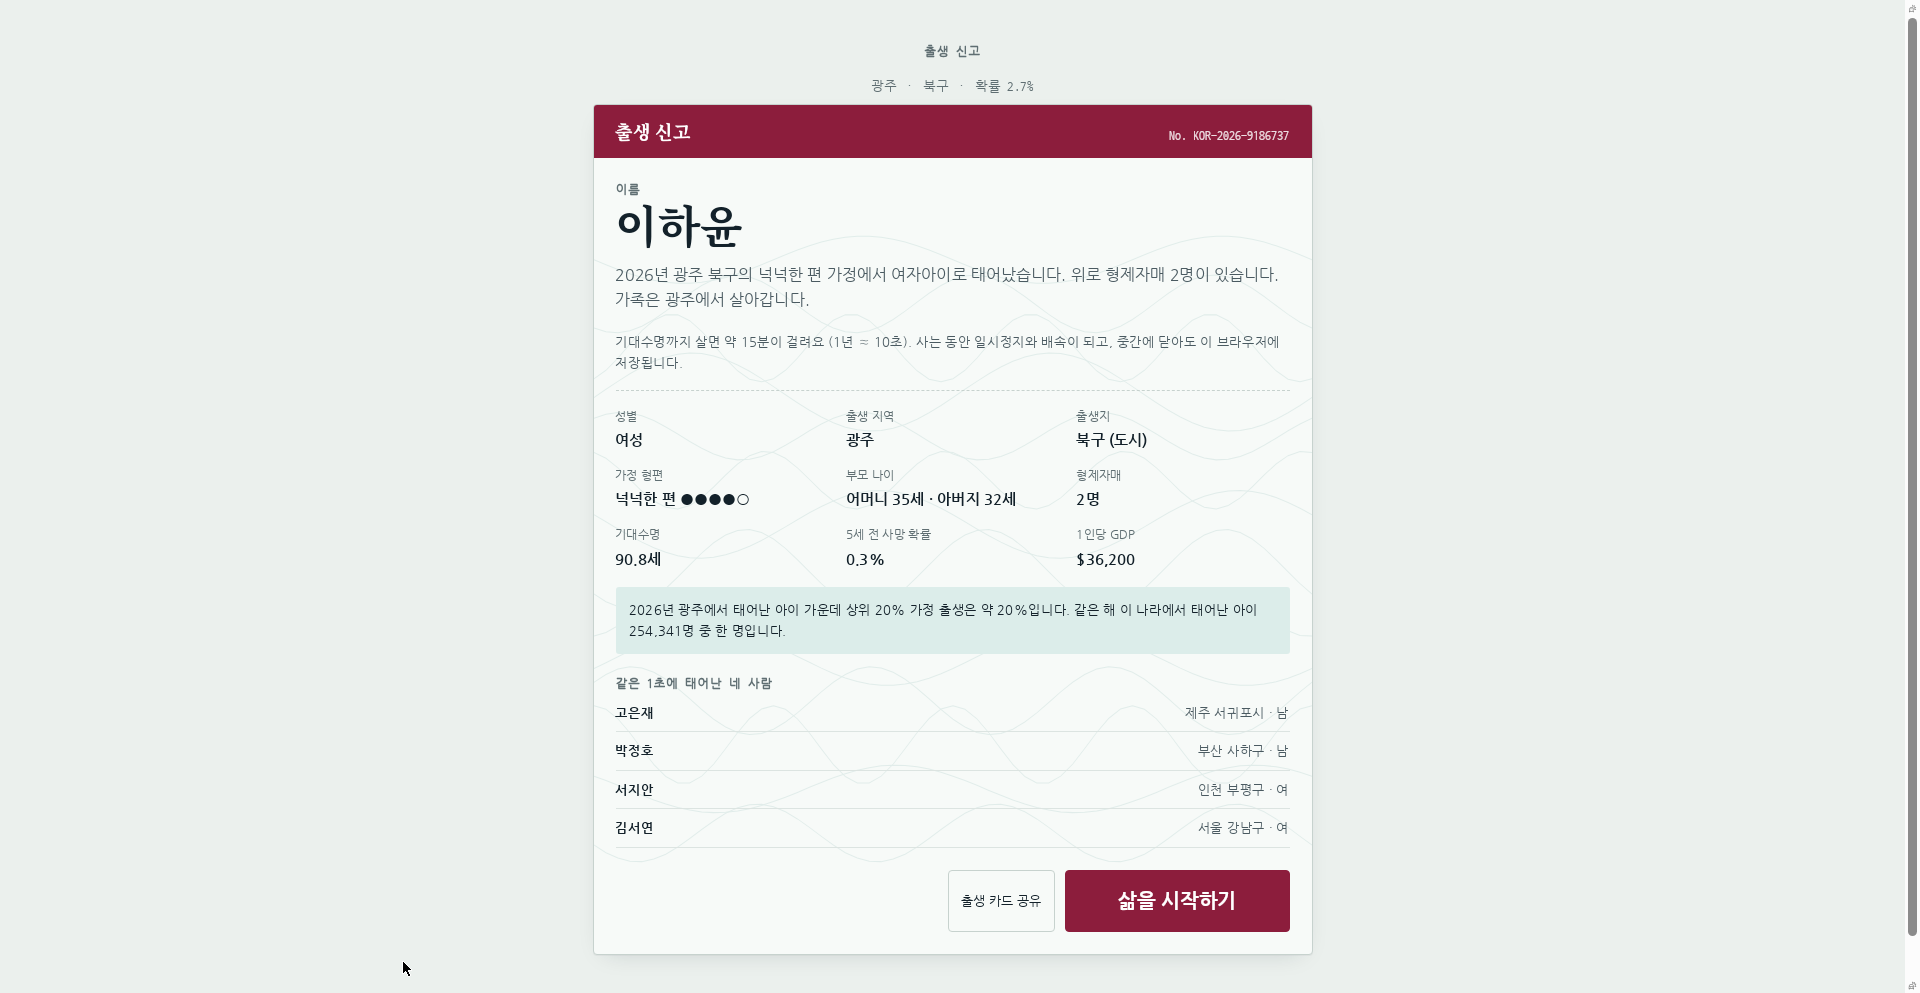 출생 신고
광주 · 북구 · 확률 2.7%
출생 신고
No. KOR-2026-9186737
이름
이하윤
2026년 광주 북구의 넉넉한 편 가정에서 여자아이로 태어났습니다. 위로 형제자매 2명이 있습니다.
가족은 광주에서 살아갑니다.
기대수명까지 살면 약 15분이 걸려요 (1년 ≈ 10초). 사는 동안 일시정지와 배속이 되고, 중간에 닫아도 이 브라우저에
저장됩니다.
성별
여성
출생 지역
광주
출생지
북구 (도시)
가정 형편
넉넉한 편 ●●●●○
부모 나이
어머니 35세 · 아버지 32세
형제자매
2명
기대수명
90.8세
5세 전 사망 확률
0.3%
1인당 GDP
$36,200
2026년 광주에서 태어난 아이 가운데 상위 20% 가정 출생은 약 20%입니다. 같은 해 이 나라에서 태어난 아이
254,341명 중 한 명입니다.
같은 1초에 태어난 네 사람
고은재
제주 서귀포시 · 남
박정호
부산 사하구 · 남
서지안
인천 부평구 · 여
김서연
서울 강남구 · 여
출생 카드 공유
삶을 시작하기